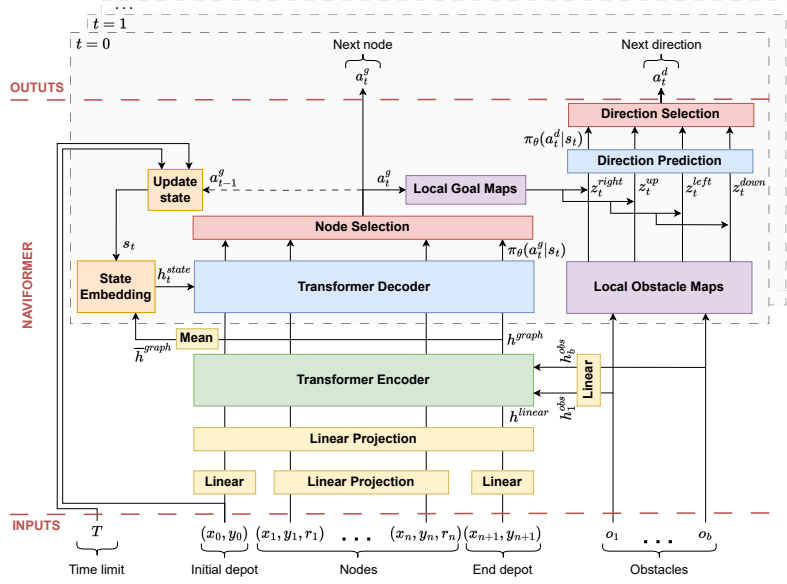 ...
t = 1
t = 0
Next node
Next direction
a_t^g
a_t^d
OUTUTS
Direction Selection
π_θ(a_t^d|s_t)
Direction Prediction
Update state
a_{t-1}^g
a_t^g
Local Goal Maps
z_t^{right}
z_t^{up}
z_t^{left}
z_t^{down}
Node Selection
NAVIFORMER
s_t
π_θ(a_t^g|s_t)
State Embedding
h_t^{state}
Transformer Decoder
Local Obstacle Maps
Mean
h̅^{graph}
h^{graph}
Transformer Encoder
h_b^{obs}
Linear
h_1^{obs}
h^{linear}
Linear Projection
Linear
Linear Projection
Linear
INPUTS
T
(x_0, y_0)
(x_1, y_1, r_1)
...
(x_n, y_n, r_n)
(x_{n+1}, y_{n+1})
o_1
...
o_b
Time limit
Initial depot
Nodes
End depot
Obstacles